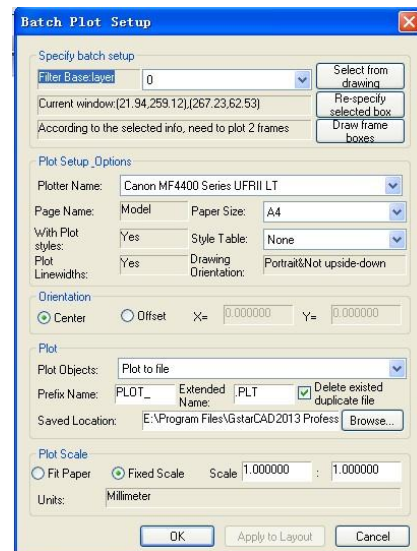 Batch Plot Setup
Specify batch setup
Filter Base:layer 0 Select from drawing
Current window:(21.94,259.12),(267.23,62.53) Re-specify selected box
According to the selected info, need to plot 2 frames Draw frame boxes
Plot Setup_Options
Plotter Name: Canon MF4400 Series UFRII LT
Page Name: Model Paper Size: A4
With Plot styles: Yes Style Table: None
Plot Linewidths: Yes Drawing Orientation: Portrait&Not upside-down
Orientation
Center Offset X= 0.000000 Y= 0.000000
Plot
Plot Objects: Plot to file
Prefix Name: PLOT_ Extended Name: .PLT Delete existed duplicate file
Saved Location: E:\Program Files\GstarCAD2013 Profess Browse...
Plot Scale
Fit Paper Fixed Scale Scale 1.000000 : 1.000000
Units: Millimeter
OK Apply to Layout Cancel